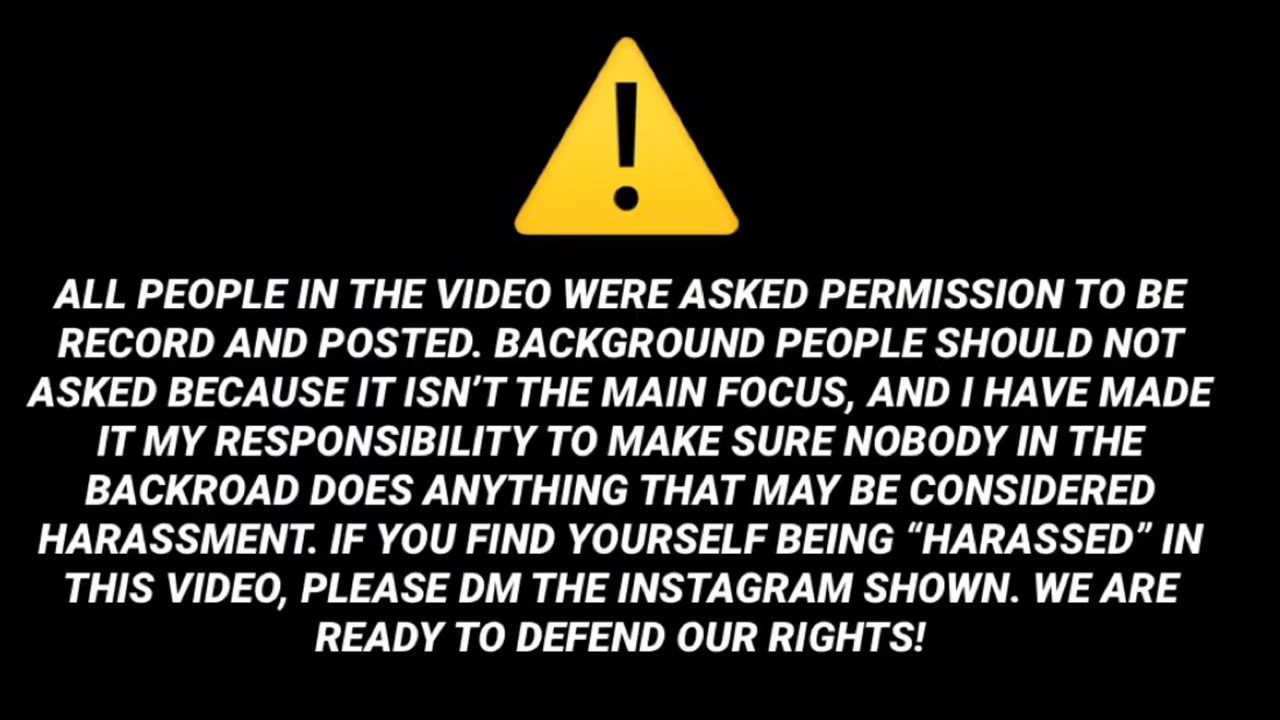 ALL PEOPLE IN THE VIDEO WERE ASKED PERMISSION TO BE
RECORD AND POSTED. BACKGROUND PEOPLE SHOULD NOT
ASKED BECAUSE IT ISN’T THE MAIN FOCUS, AND I HAVE MADE
IT MY RESPONSIBILITY TO MAKE SURE NOBODY IN THE
BACKROAD DOES ANYTHING THAT MAY BE CONSIDERED
HARASSMENT. IF YOU FIND YOURSELF BEING “HARASSED” IN
THIS VIDEO, PLEASE DM THE INSTAGRAM SHOWN. WE ARE
READY TO DEFEND OUR RIGHTS!